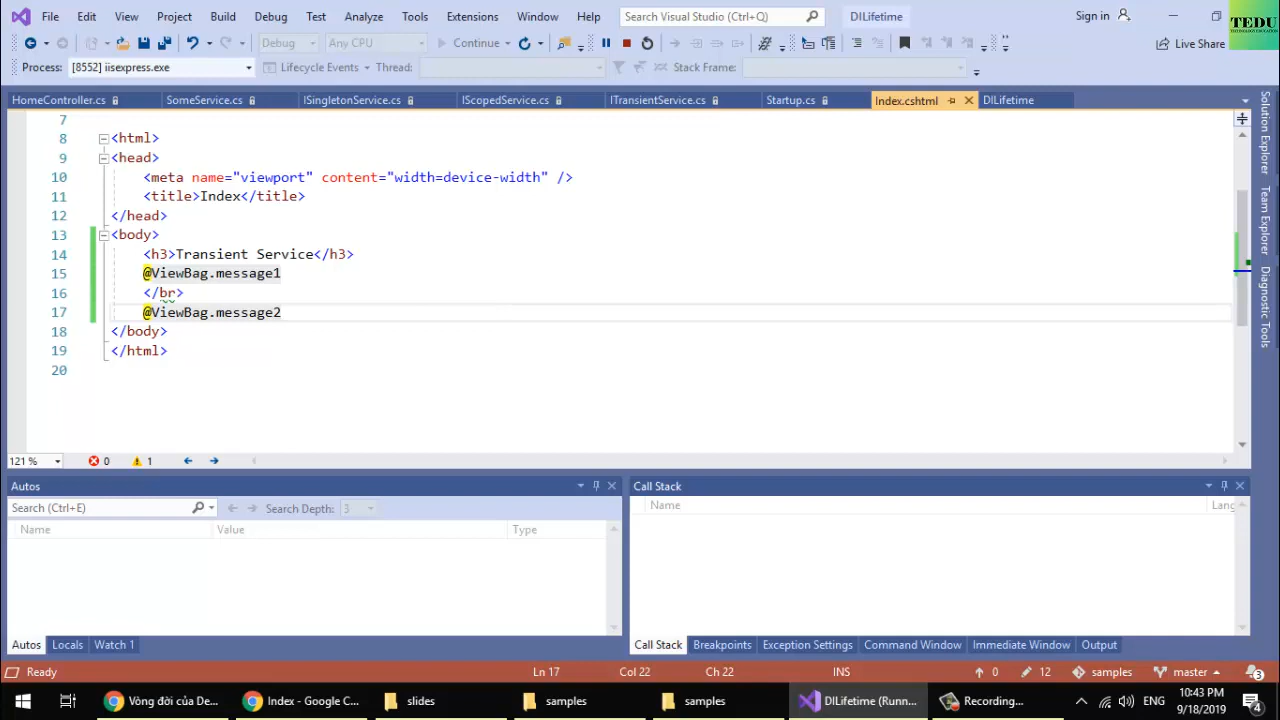 File Edit View Project Build Debug Test Analyze Tools Extensions Window Help Search Visual Studio (Ctrl+Q) DILifetime Sign in
TEDU
TECHNOLOGY EDUCATION
Debug Any CPU Continue Live Share
Process: [8552] iisexpress.exe Lifecycle Events Thread: Stack Frame:
HomeController.cs SomeService.cs ISingletonService.cs IScopedService.cs ITransientService.cs Startup.cs Index.cshtml DILifetime
7
8 <html>
9 <head>
10 <meta name="viewport" content="width=device-width" />
11 <title>Index</title>
12 </head>
13 <body>
14 <h3>Transient Service</h3>
15 @ViewBag.message1
16 </br>
17 @ViewBag.message2
18 </body>
19 </html>
20
Solution Explorer
Team Explorer
Diagnostic Tools
121 % 0 1
Autos
Search (Ctrl+E) Search Depth: 3
Name Value Type
Autos Locals Watch 1
Call Stack
Name Lang
Call Stack Breakpoints Exception Settings Command Window Immediate Window Output
Ready Ln 17 Col 22 Ch 22 INS 0 12 samples master 3
Vòng đời của De... Index - Google C... slides samples samples DILifetime (Runn... Recording... ENG 10:43 PM 9/18/2019 4